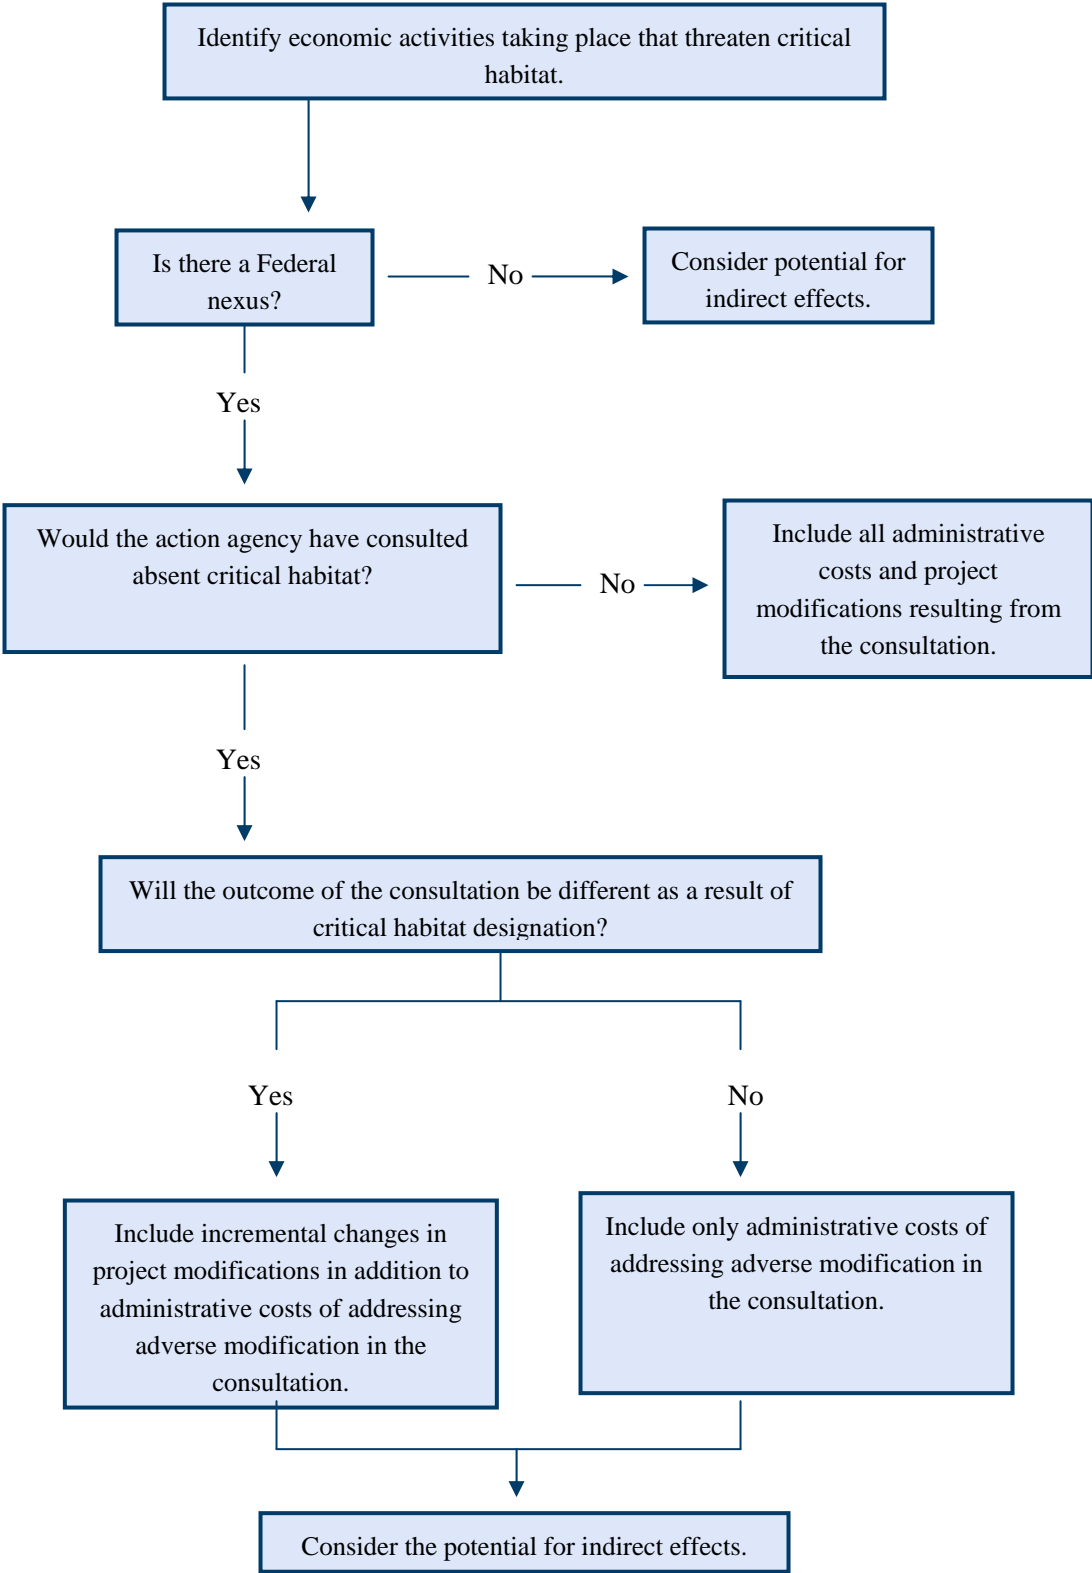 Identify economic activities taking place that threaten critical
habitat.
Is there a Federal
nexus?
No
Consider potential for
indirect effects.
Yes
Would the action agency have consulted
absent critical habitat?
No
Include all administrative
costs and project
modifications resulting from
the consultation.
Yes
Will the outcome of the consultation be different as a result of
critical habitat designation?
Yes
No
Include incremental changes in
project modifications in addition to
administrative costs of addressing
adverse modification in the
consultation.
Include only administrative costs of
addressing adverse modification in
the consultation.
Consider the potential for indirect effects.